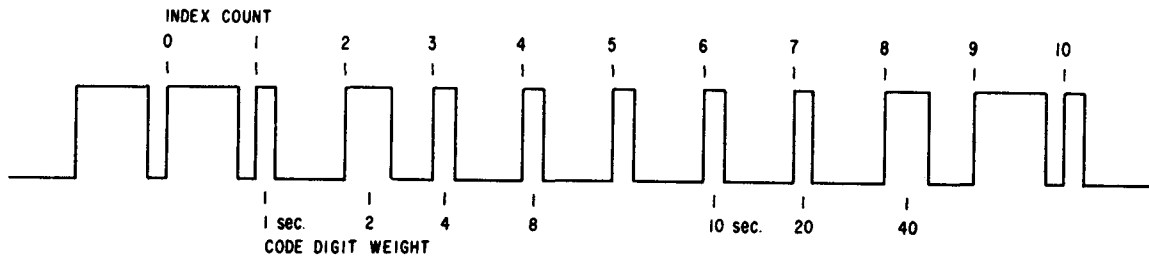 INDEX COUNT
0 1 2 3 4 5 6 7 8 9 10
1 sec. 2 4 8 10 sec. 20 40
CODE DIGIT WEIGHT